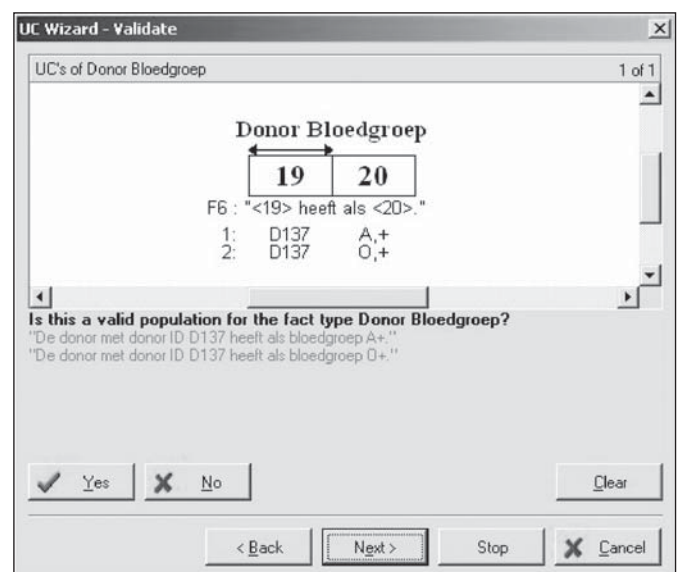 UC Wizard - Validate
UC's of Donor Bloedgroep 1 of 1
Donor Bloedgroep
19 20
F6 : "<19> heeft als <20>."
1: D137 A,+
2: D137 O,+
Is this a valid population for the fact type Donor Bloedgroep?
"De donor met donor ID D137 heeft als bloedgroep A+."
"De donor met donor ID D137 heeft als bloedgroep O+."
Yes No Clear
< Back Next > Stop Cancel